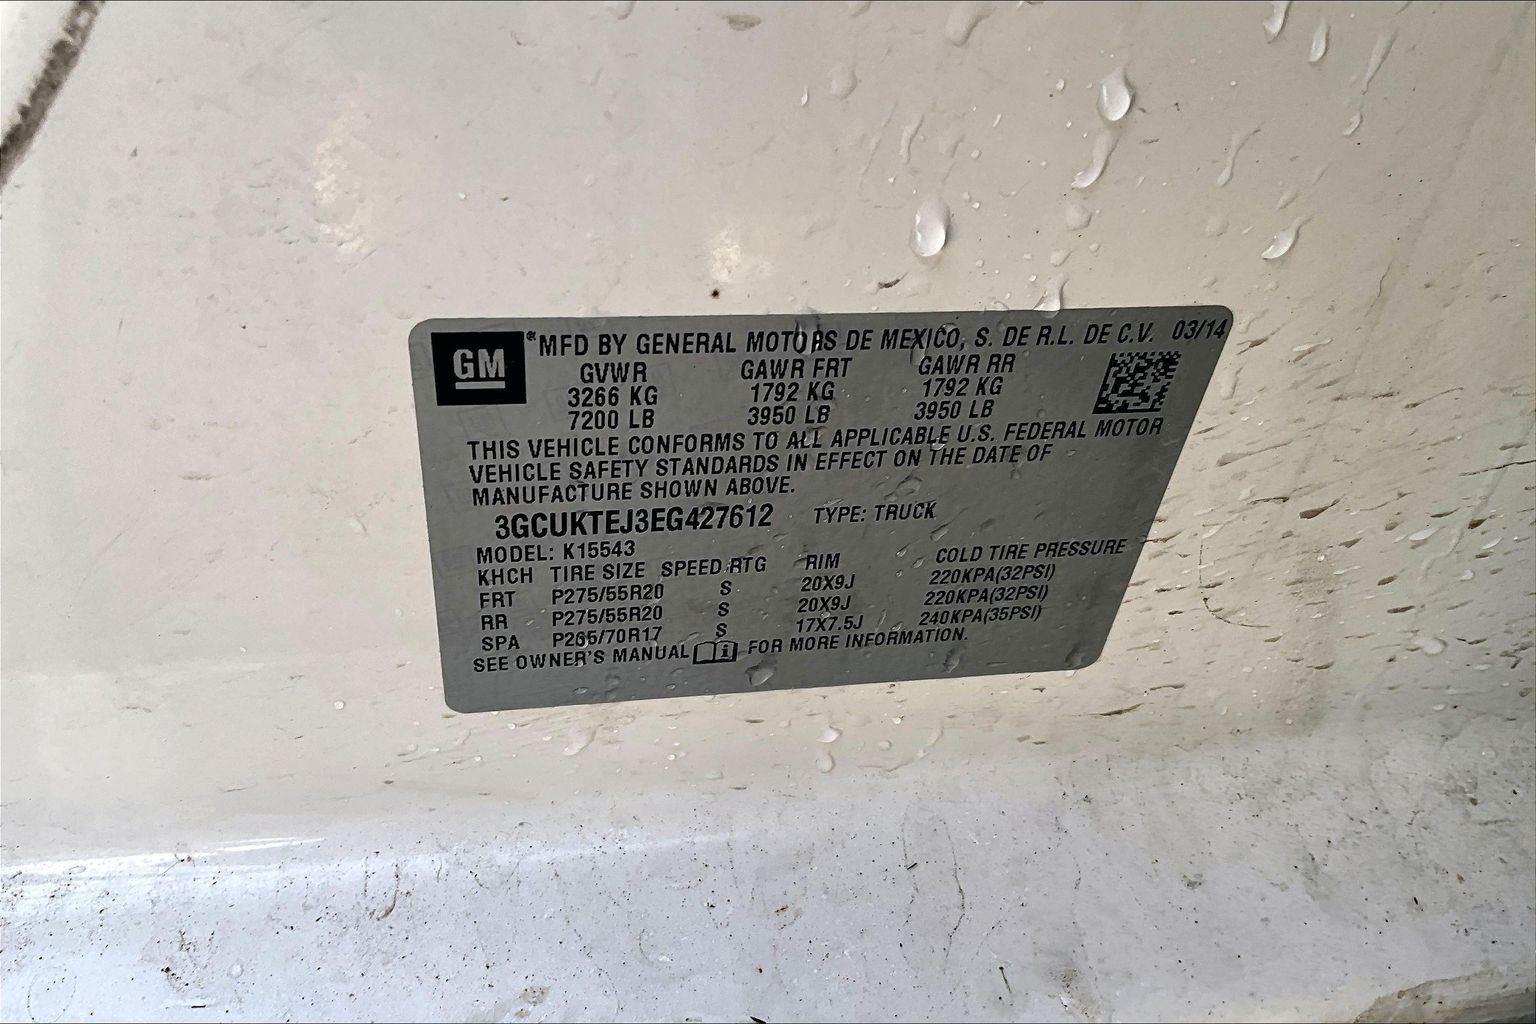 GM
® MFD BY GENERAL MOTORS DE MEXICO, S. DE R.L. DE C.V. 03/14
GVWR GAWR FRT GAWR RR
3266 KG 1792 KG 1792 KG
7200 LB 3950 LB 3950 LB
THIS VEHICLE CONFORMS TO ALL APPLICABLE U.S. FEDERAL MOTOR
VEHICLE SAFETY STANDARDS IN EFFECT ON THE DATE OF
MANUFACTURE SHOWN ABOVE.
3GCUKTEJ3EG427612 TYPE: TRUCK
MODEL: K15543
KHCH TIRE SIZE SPEED RTG RIM COLD TIRE PRESSURE
FRT P275/55R20 S 20X9J 220KPA(32PSI)
RR P275/55R20 S 20X9J 220KPA(32PSI)
SPA P265/70R17 S 17X7.5J 240KPA(35PSI)
SEE OWNER'S MANUAL i FOR MORE INFORMATION.